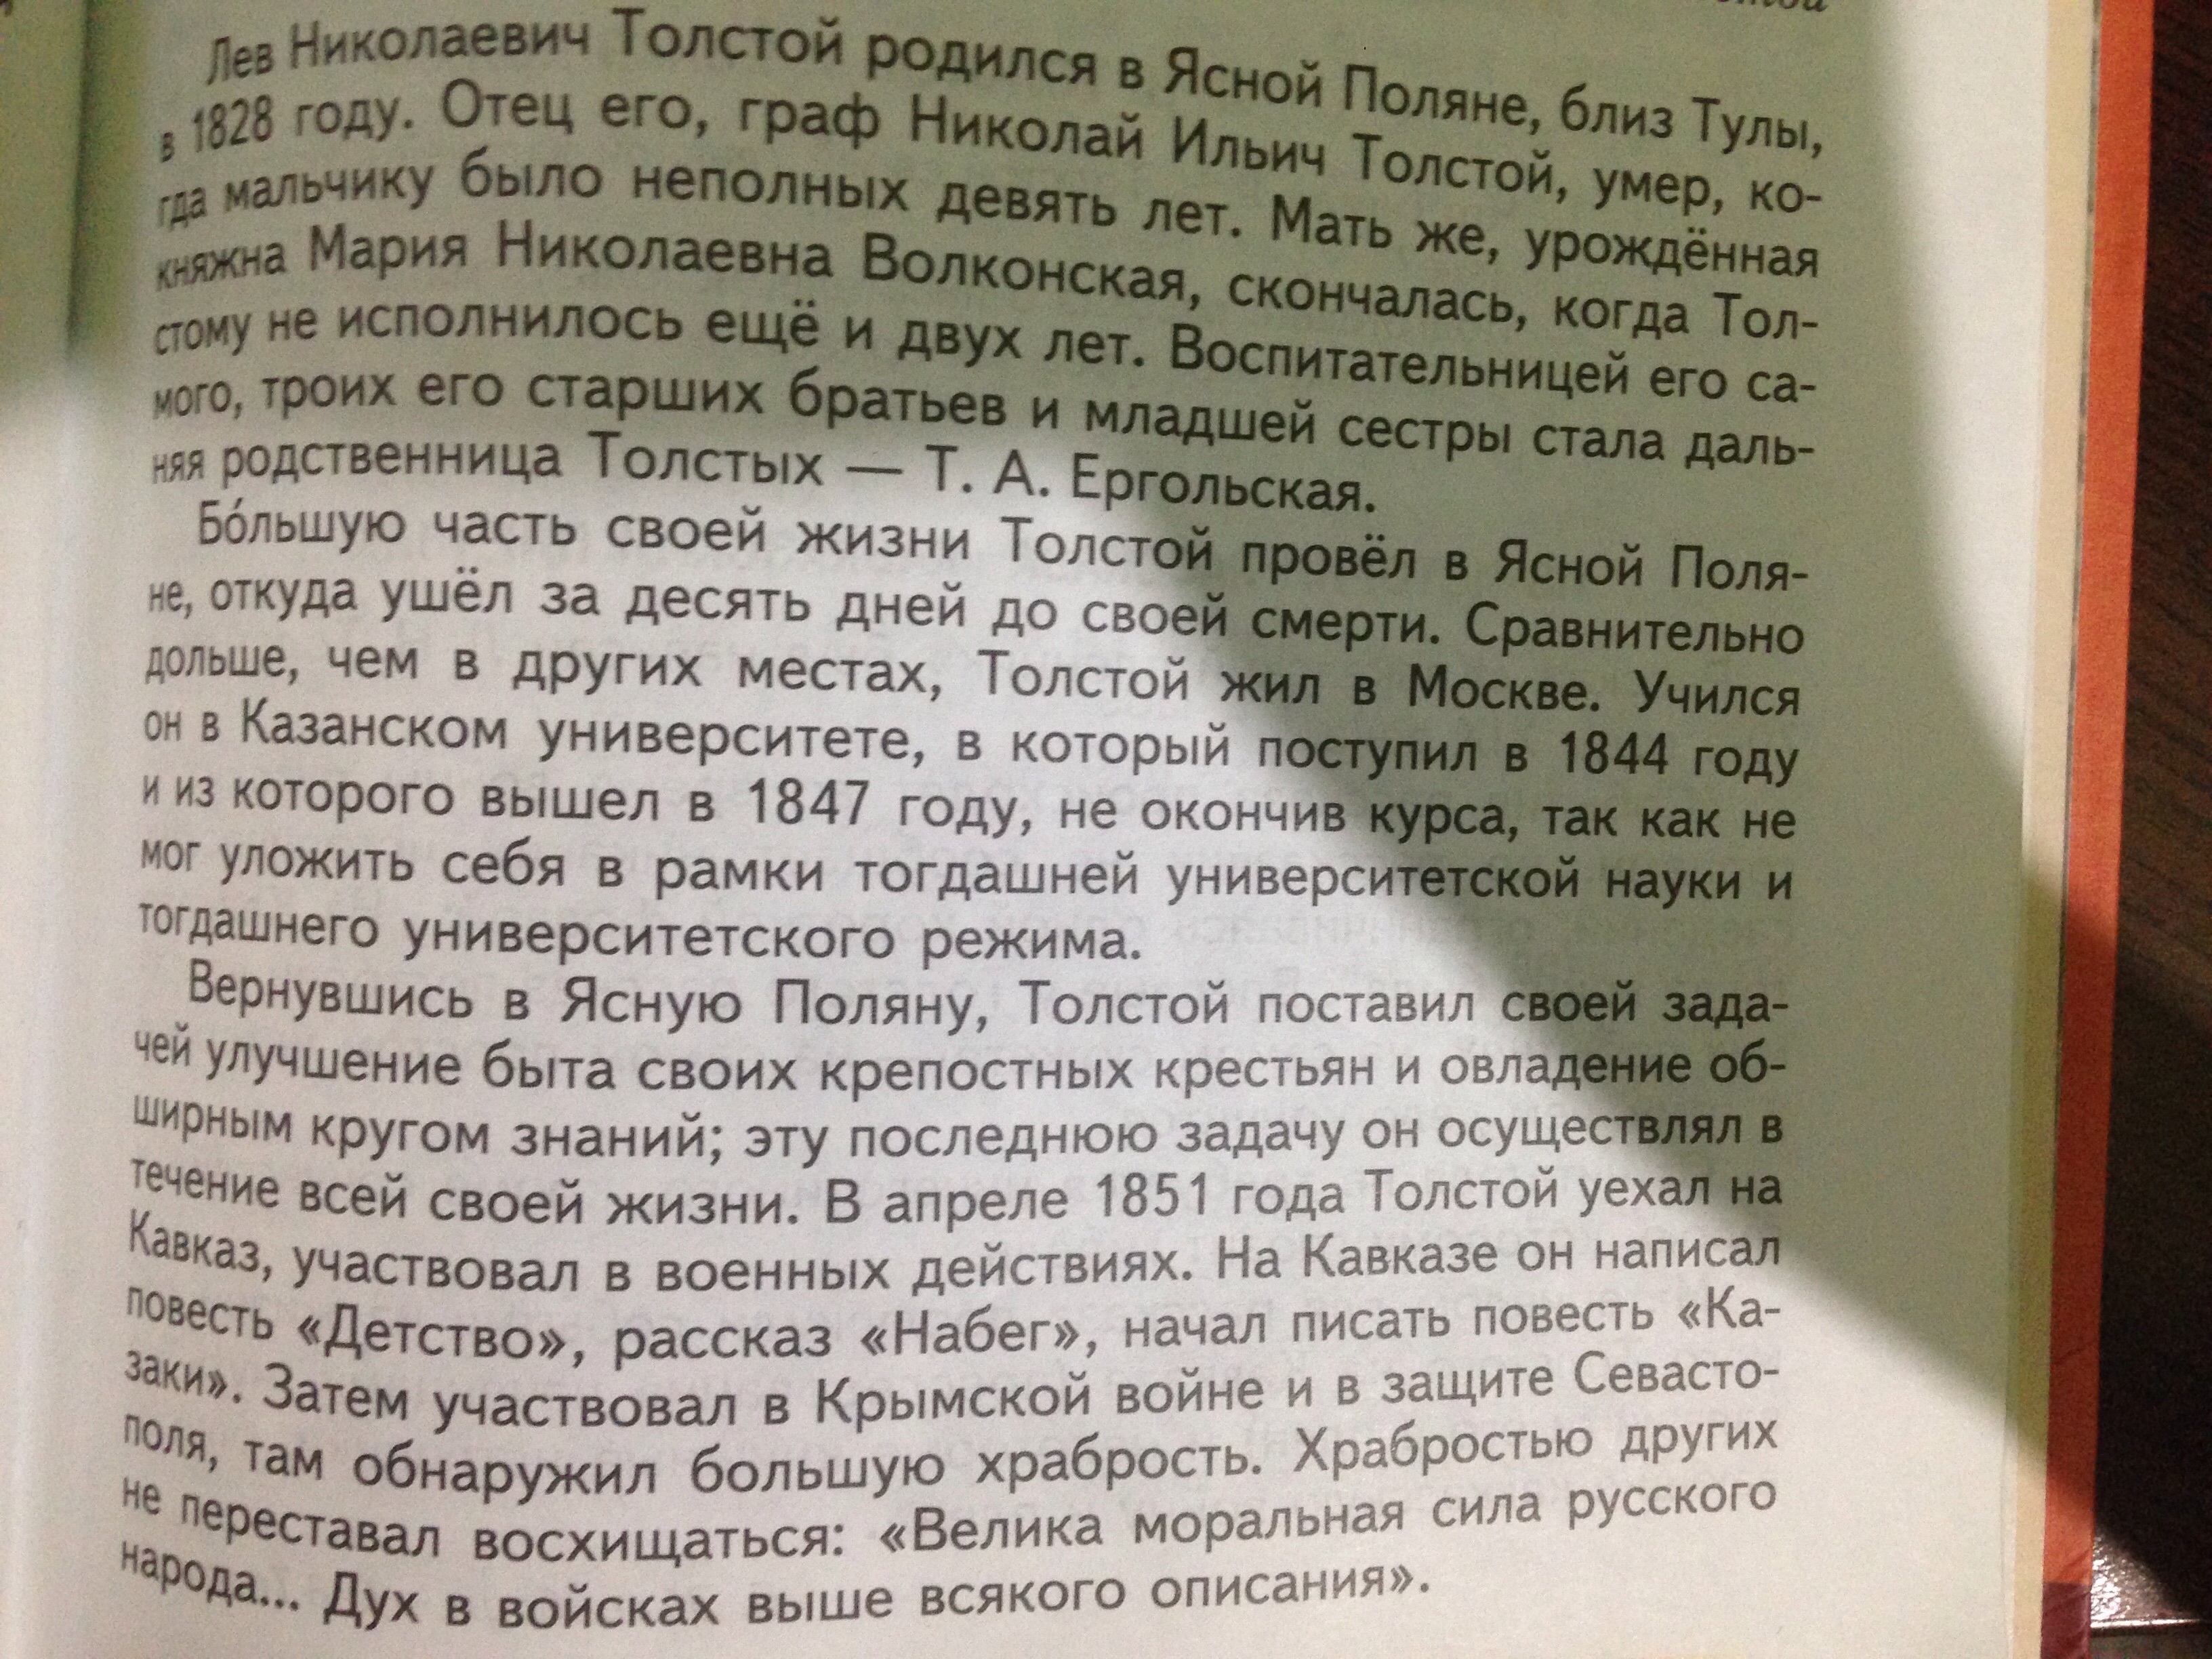 Лев Николаевич Толстой родился в Ясной Поляне, близ Тулы,
в 1828 году. Отец его, граф Николай Ильич Толстой, умер, ко-
гда мальчику было неполных девять лет. Мать же, урождённая
княжна Мария Николаевна Волконская, скончалась, когда Тол-
стому не исполнилось ещё и двух лет. Воспитательницей его са-
мого, троих его старших братьев и младшей сестры стала даль-
няя родственница Толстых — Т. А. Ергольская.
Бо́льшую часть своей жизни Толстой провёл в Ясной Поля-
не, откуда ушёл за десять дней до своей смерти. Сравнительно
дольше, чем в других местах, Толстой жил в Москве. Учился
он в Казанском университете, в который поступил в 1844 году
и из которого вышел в 1847 году, не окончив курса, так как не
мог уложить себя в рамки тогдашней университетской науки и
тогдашнего университетского режима.
Вернувшись в Ясную Поляну, Толстой поставил своей зада-
чей улучшение быта своих крепостных крестьян и овладение об-
ширным кругом знаний; эту последнюю задачу он осуществлял в
течение всей своей жизни. В апреле 1851 года Толстой уехал на
Кавказ, участвовал в военных действиях. На Кавказе он написал
повесть «Детство», рассказ «Набег», начал писать повесть «Ка-
заки». Затем участвовал в Крымской войне и в защите Севасто-
поля, там обнаружил большую храбрость. Храбростью других
не переставал восхищаться: «Велика моральная сила русского
народа... Дух в войсках выше всякого описания».